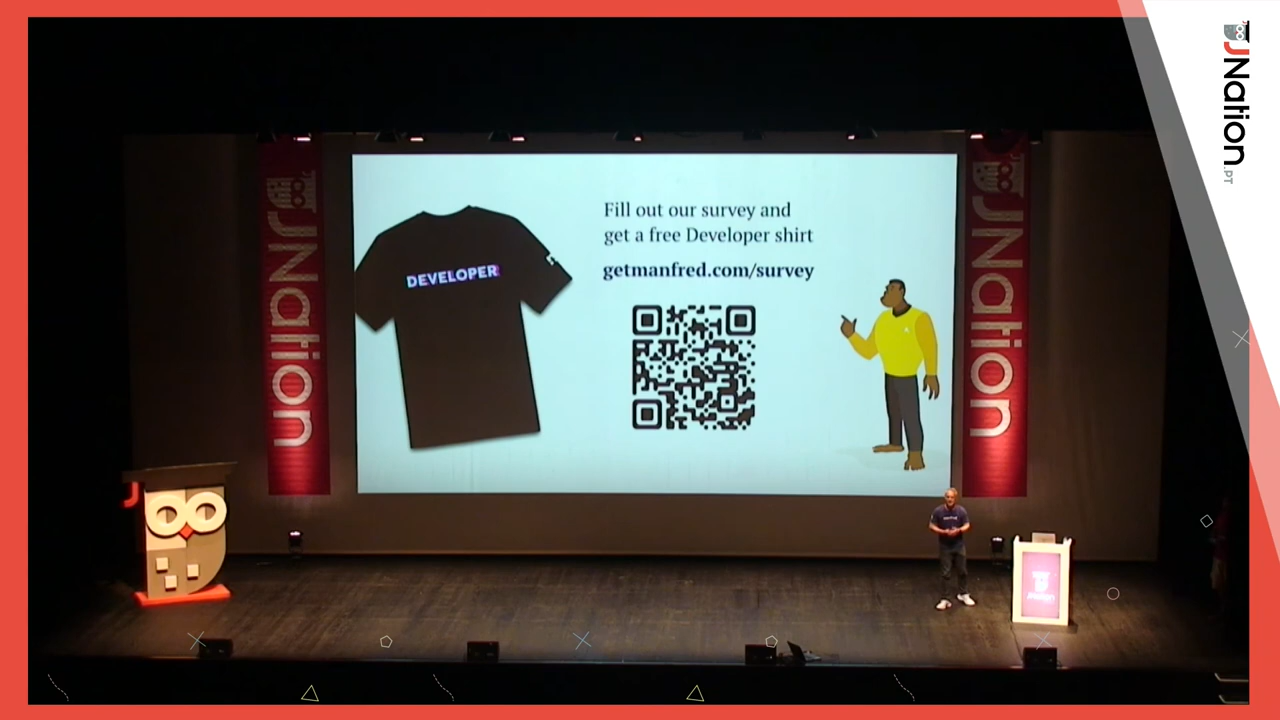 JNation.PT
JNation
Fill out our survey and
get a free Developer shirt
getmanfred.com/survey
DEVELOPER
JNation